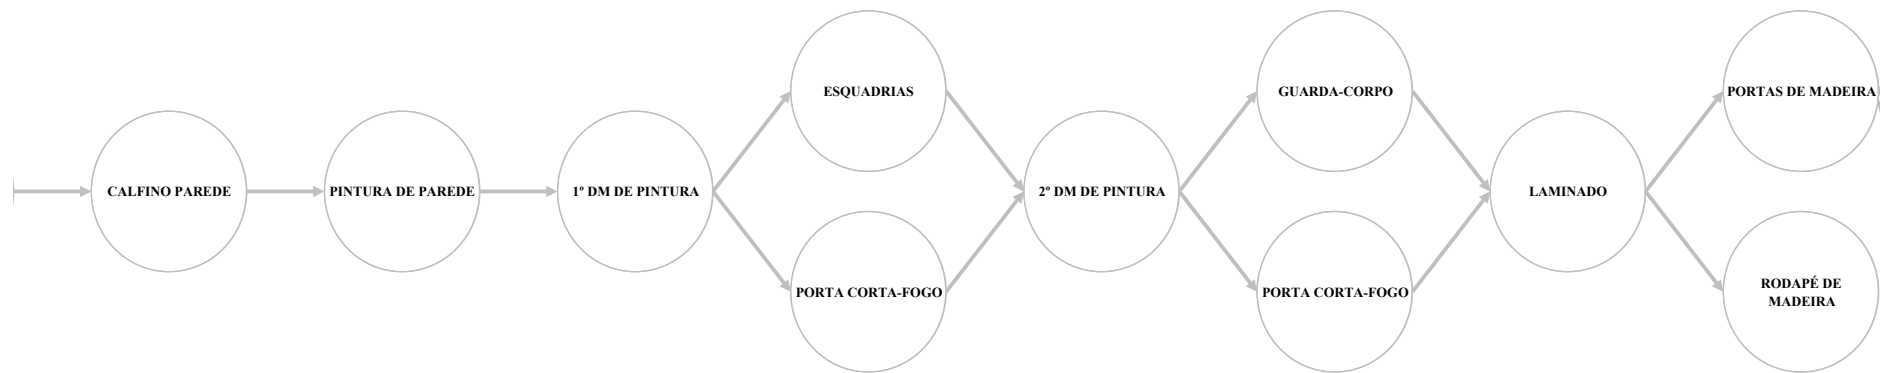 CALFINO PAREDE
PINTURA DE PAREDE
1º DM DE PINTURA
ESQUADRIAS
PORTA CORTA-FOGO
2º DM DE PINTURA
GUARDA-CORPO
PORTA CORTA-FOGO
LAMINADO
PORTAS DE MADEIRA
RODAPÉ DE
MADEIRA